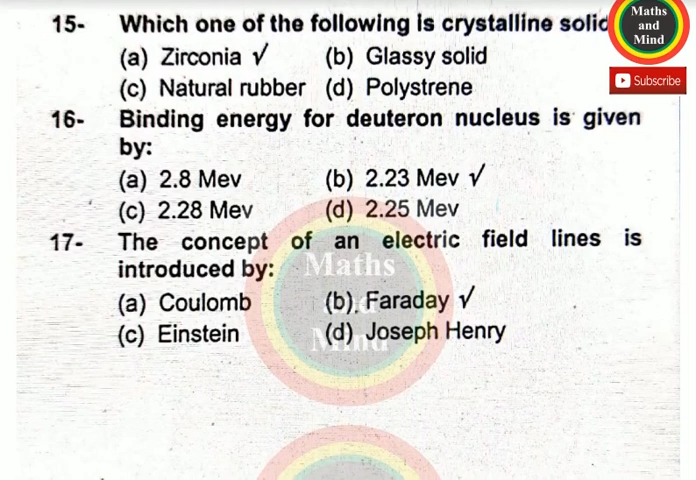 15- Which one of the following is crystalline solid
(a) Zirconia ✓ (b) Glassy solid
(c) Natural rubber (d) Polystrene
16- Binding energy for deuteron nucleus is given
by:
(a) 2.8 Mev (b) 2.23 Mev ✓
(c) 2.28 Mev (d) 2.25 Mev
17- The concept of an electric field lines is
introduced by:
(a) Coulomb (b). Faraday ✓
(c) Einstein (d) Joseph Henry
Maths
and
Mind
Subscribe
Maths
and
Mind